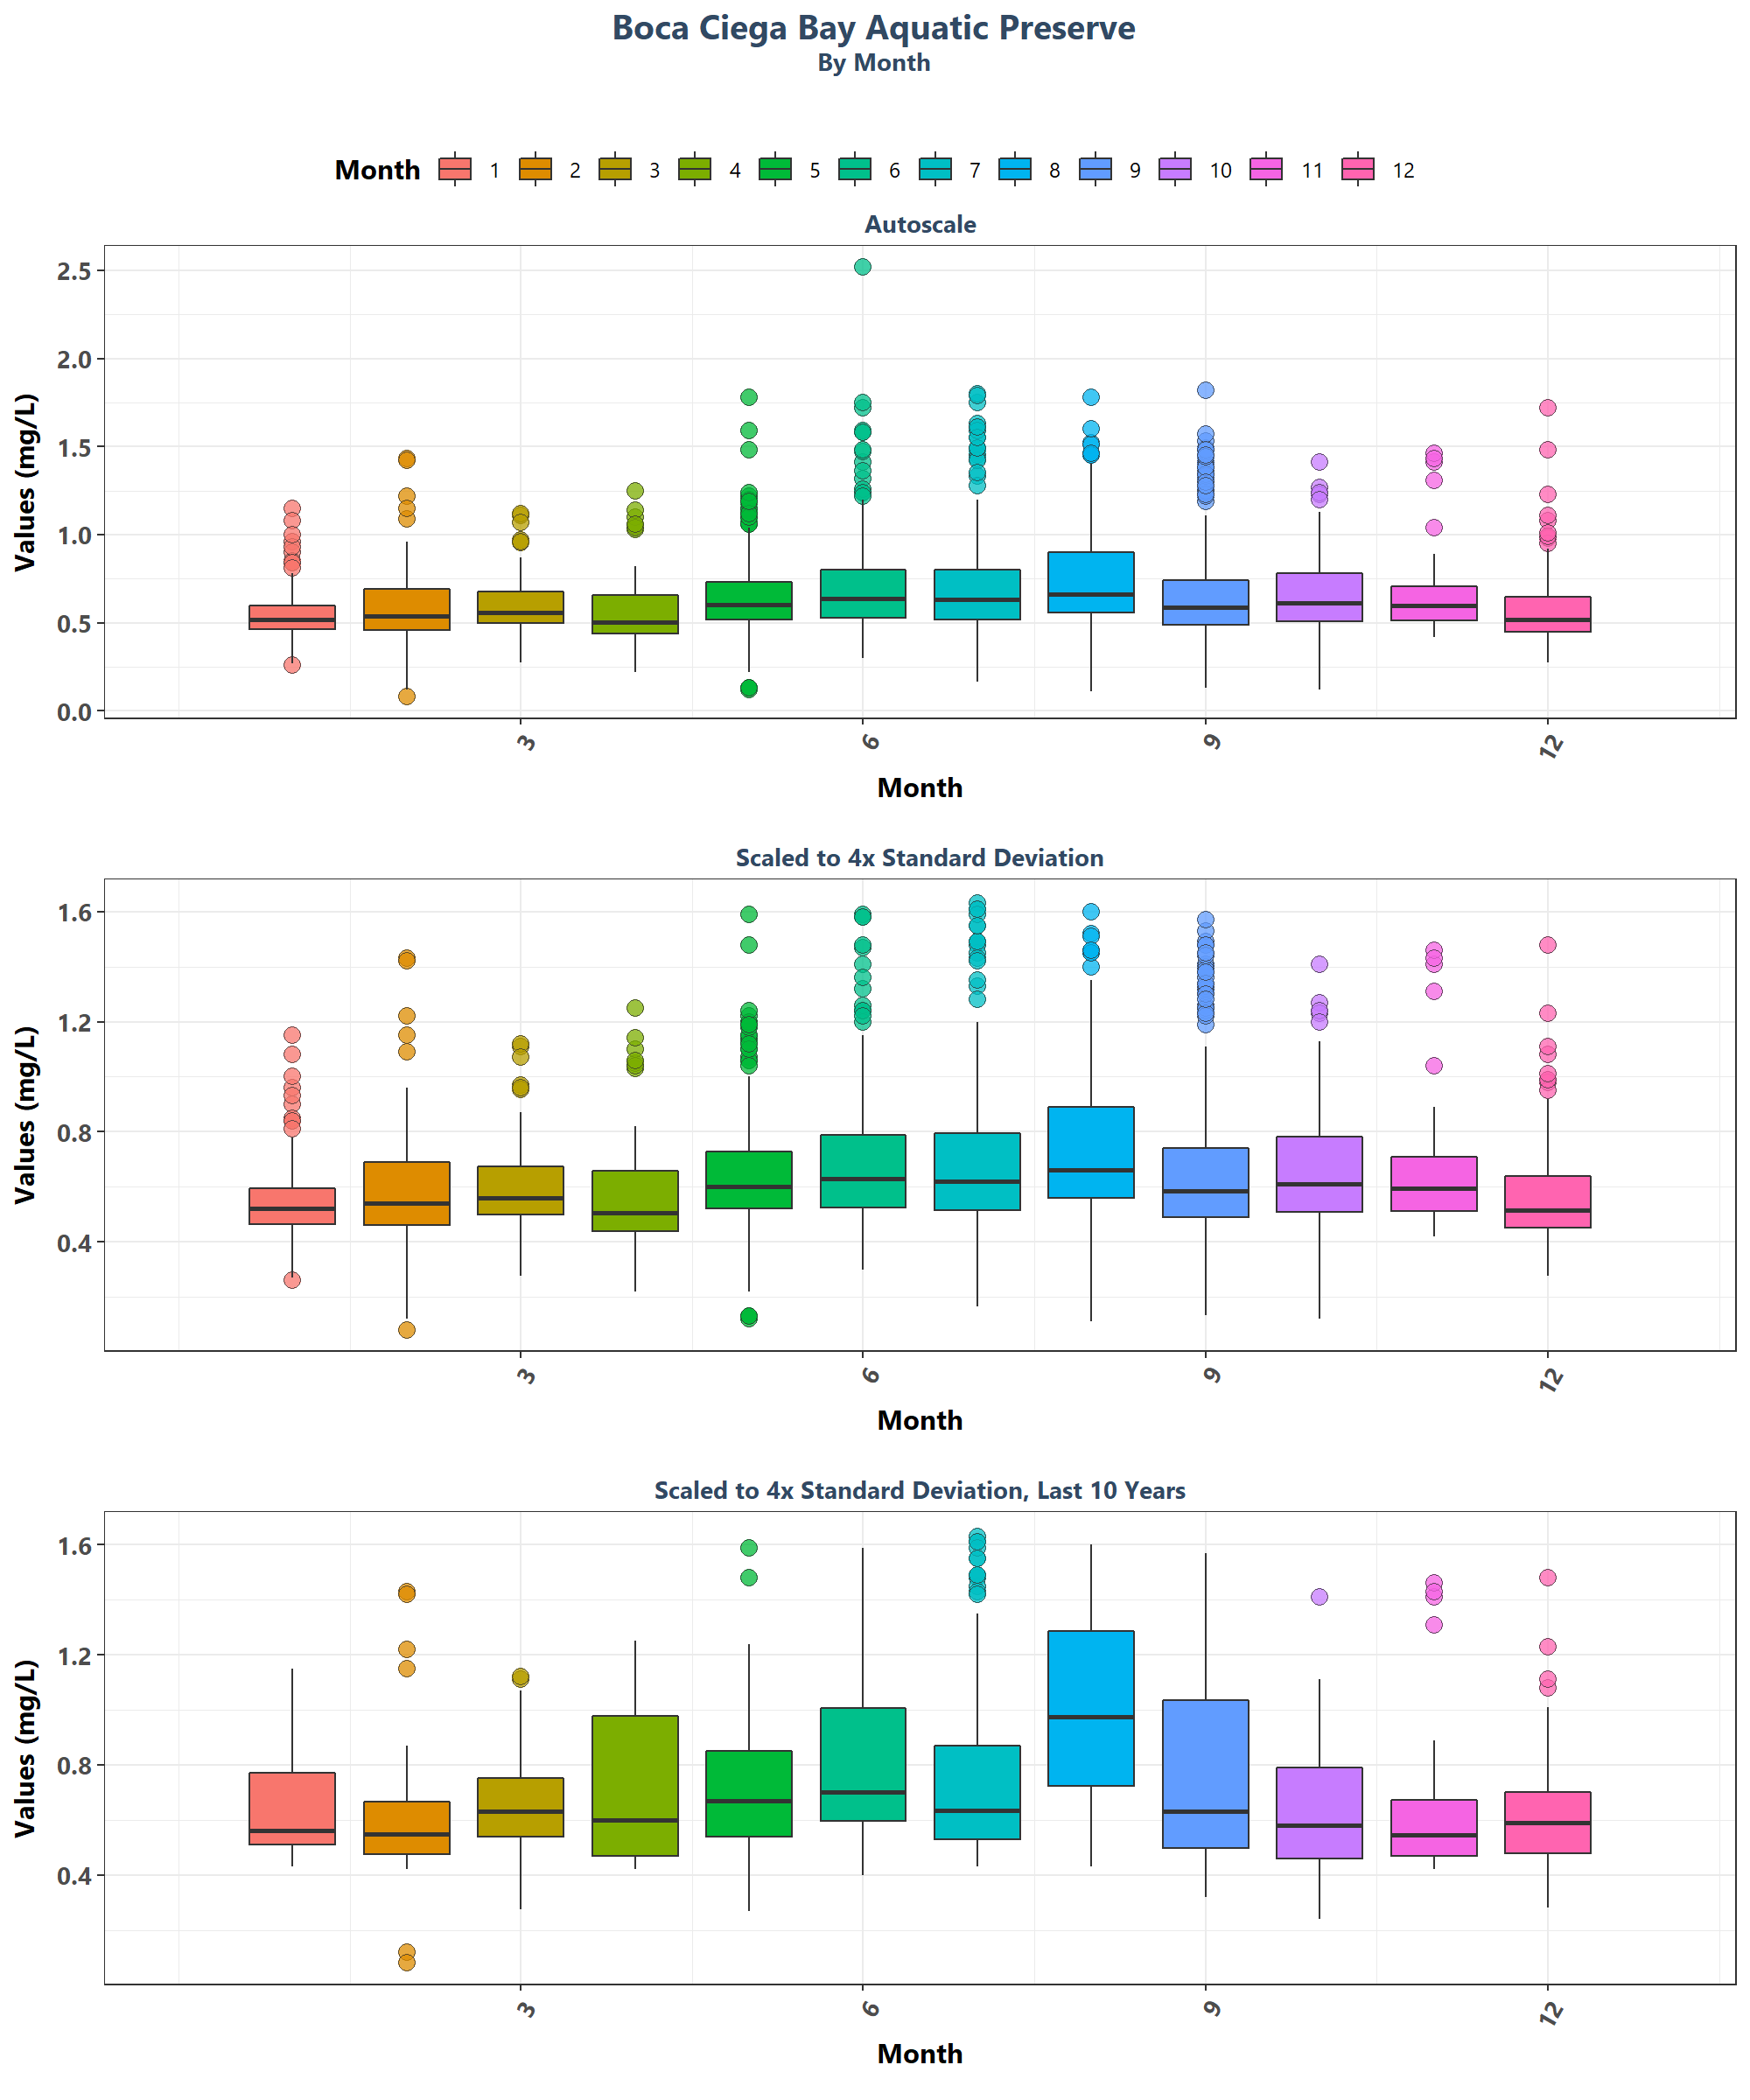 Boca Ciega Bay Aquatic Preserve
By Month
Month 1 2 3 4 5 6 7 8 9 10 11 12
Autoscale
Values (mg/L)
2.5
2.0
1.5
1.0
0.5
0.0
3 6 9 12
Month
Scaled to 4x Standard Deviation
Values (mg/L)
1.6
1.2
0.8
0.4
3 6 9 12
Month
Scaled to 4x Standard Deviation, Last 10 Years
Values (mg/L)
1.6
1.2
0.8
0.4
3 6 9 12
Month